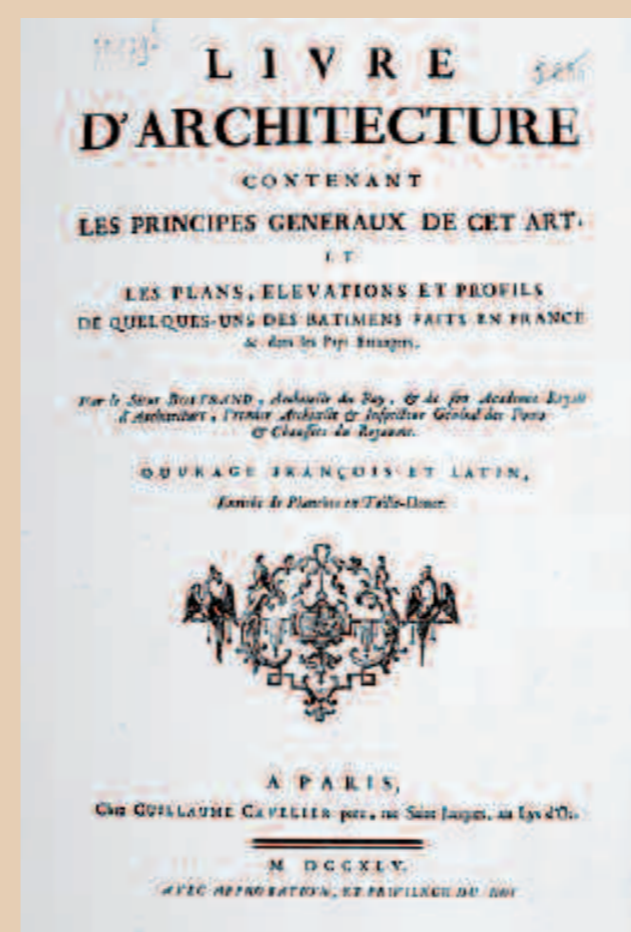 LIVRE
D'ARCHITECTURE
CONTENANT
LES PRINCIPES GENERAUX DE CET ART,
ET
LES PLANS, ELEVATIONS ET PROFILS
DE QUELQUES-UNS DES BATIMENS FAITS EN FRANCE
& dans les Pays Etrangers.
Par le Sieur BOFFRAND, Architecte du Roy, & de son Academie Royale
d'Architecture, Premier Architecte & Inspecteur Général des Ponts
& Chaussées du Royaume.
OUVRAGE FRANÇOIS ET LATIN,
Enrichi de Planches en Taille-Douce.
A PARIS,
Chez GUILLAUME CAVELIER pere, rue Saint Jacques, au Lys d'Or.
M DCCXLV.
AVEC APPROBATION, ET PRIVILEGE DU ROI